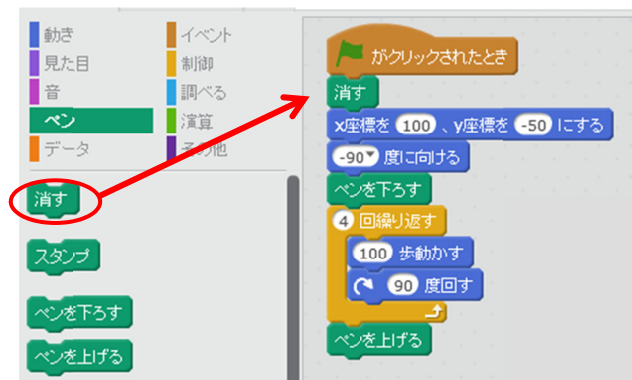 動き
イベント
見た目
制御
音
調べる
ペン
演算
データ
その他
消す
スタンプ
ペンを下ろす
ペンを上げる
がクリックされたとき
消す
x座標を 100 、y座標を -50 にする
-90▼ 度に向ける
ペンを下ろす
4 回繰り返す
100 歩動かす
90 度回す
ペンを上げる